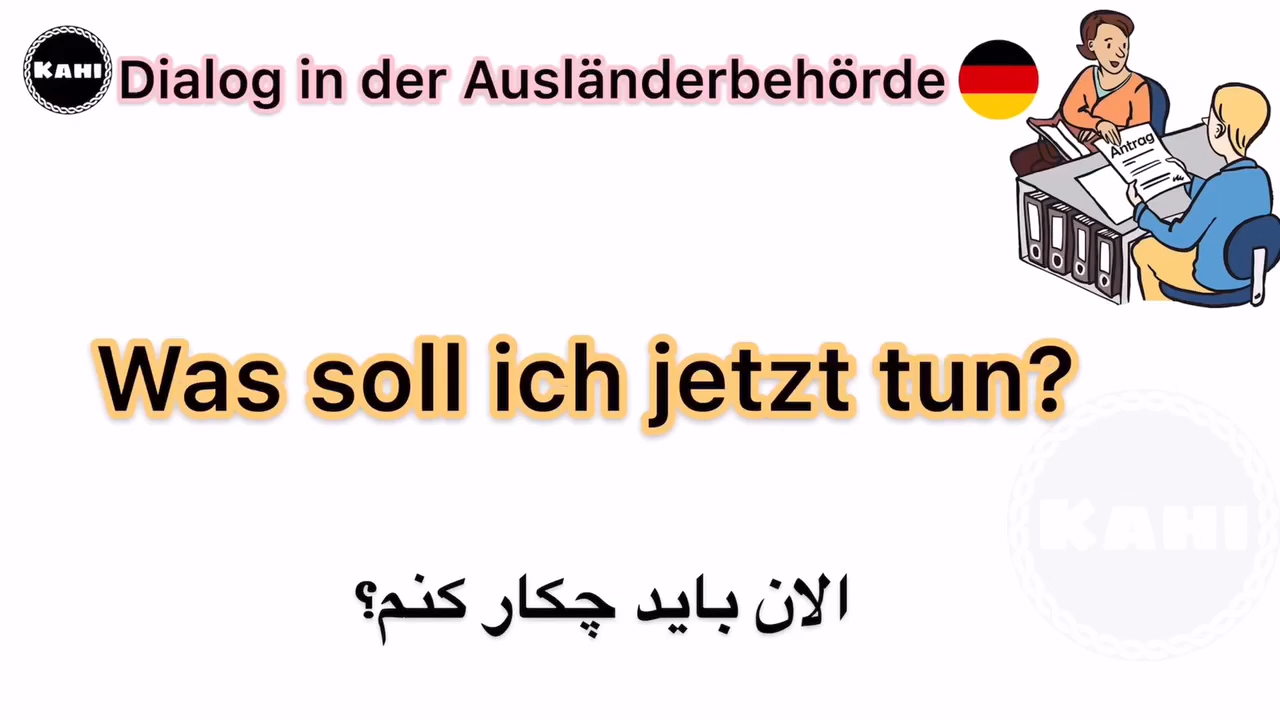 KAHI
Dialog in der Ausländerbehörde
Antrag
Was soll ich jetzt tun?
KAHI
الان باید چکار کنم؟